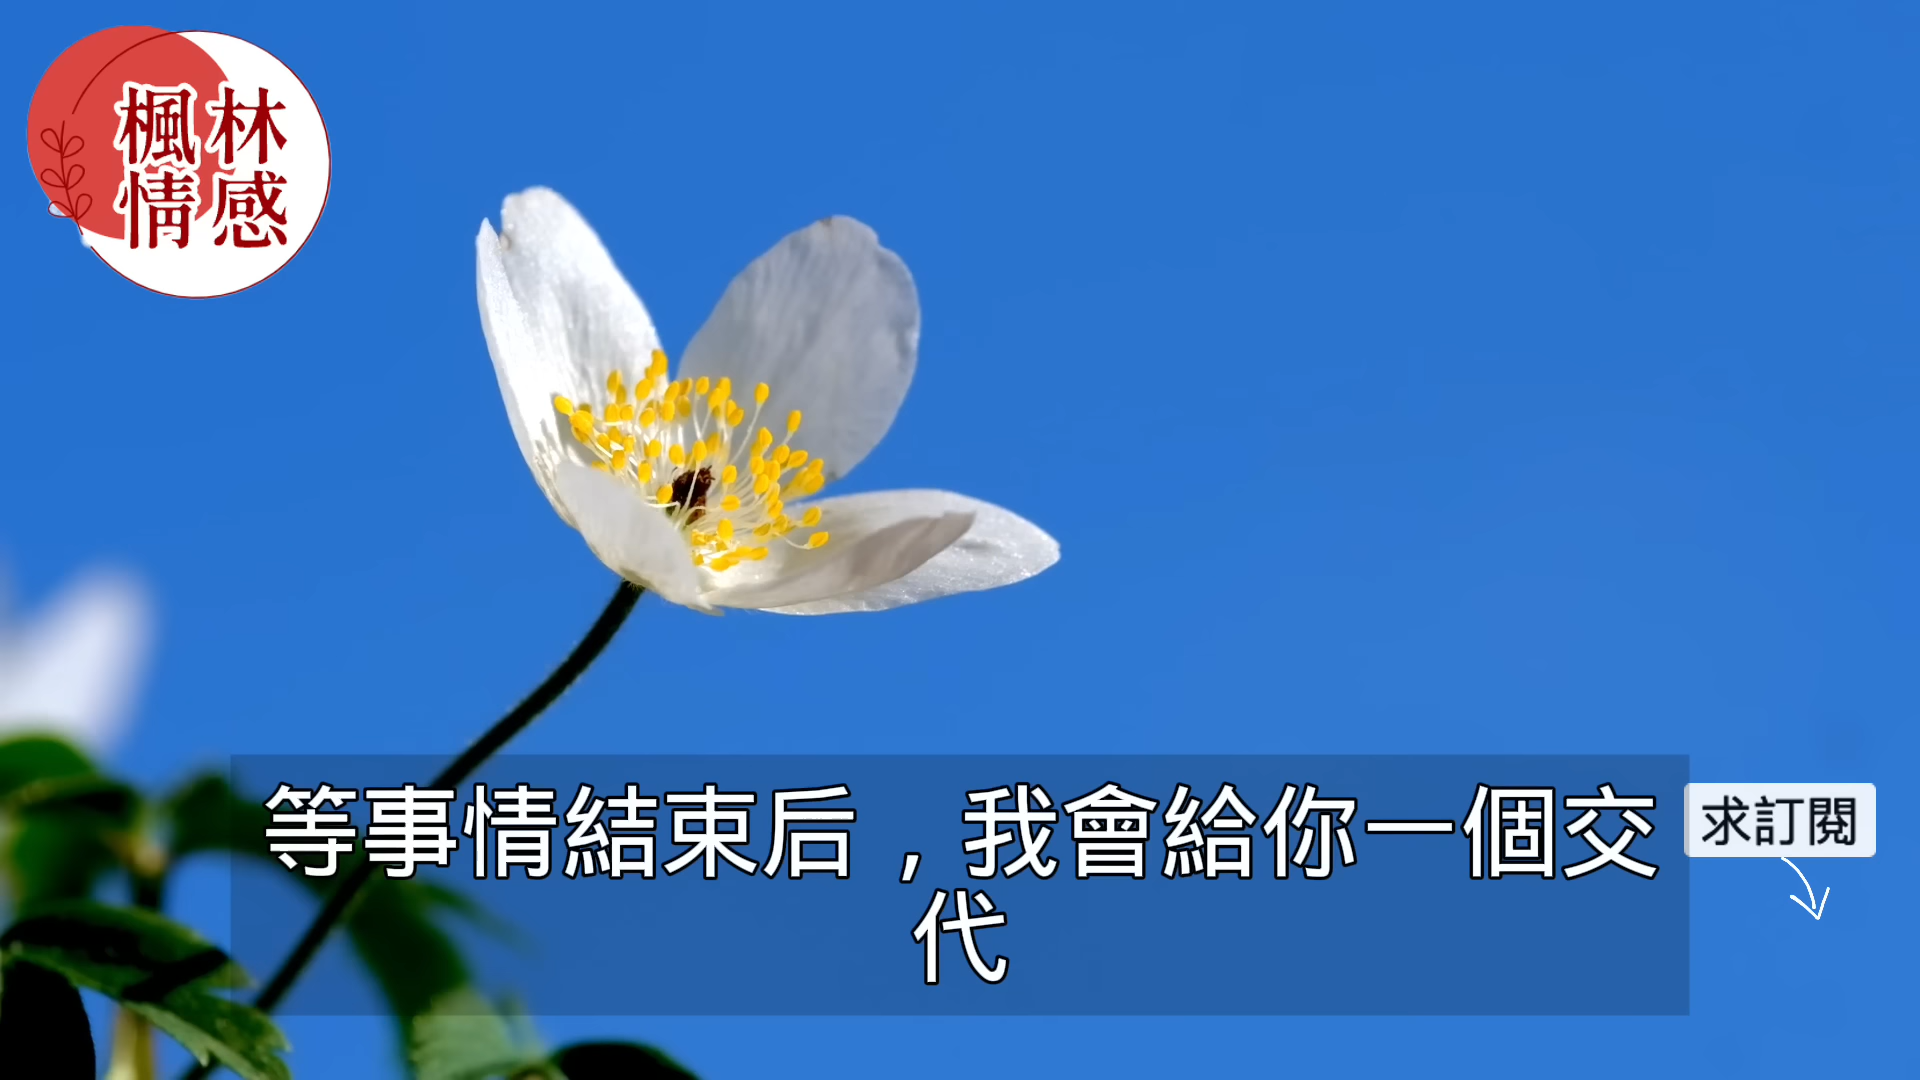 楓林
情感
等事情結束后，我會給你一個交
代
求訂閱